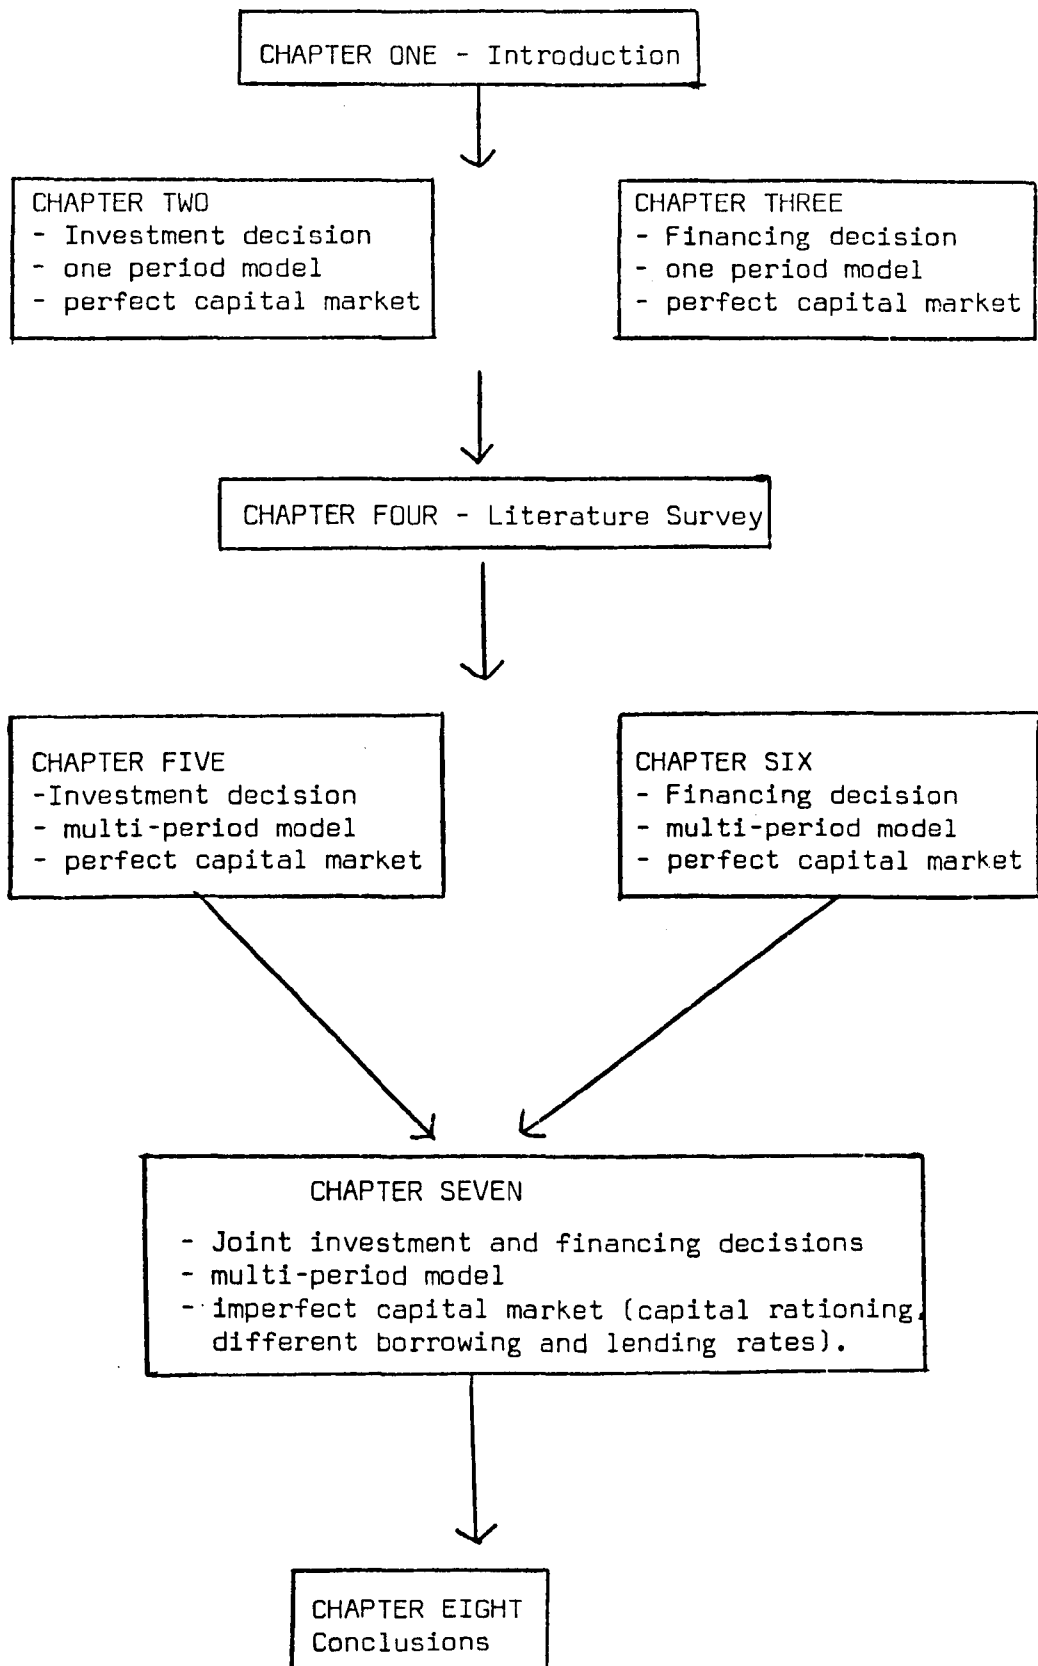 CHAPTER ONE - Introduction
CHAPTER TWO
- Investment decision
- one period model
- perfect capital market
CHAPTER THREE
- Financing decision
- one period model
- perfect capital market
CHAPTER FOUR - Literature Survey
CHAPTER FIVE
-Investment decision
- multi-period model
- perfect capital market
CHAPTER SIX
- Financing decision
- multi-period model
- perfect capital market
CHAPTER SEVEN
- Joint investment and financing decisions
- multi-period model
- imperfect capital market (capital rationing,
different borrowing and lending rates).
CHAPTER EIGHT
Conclusions